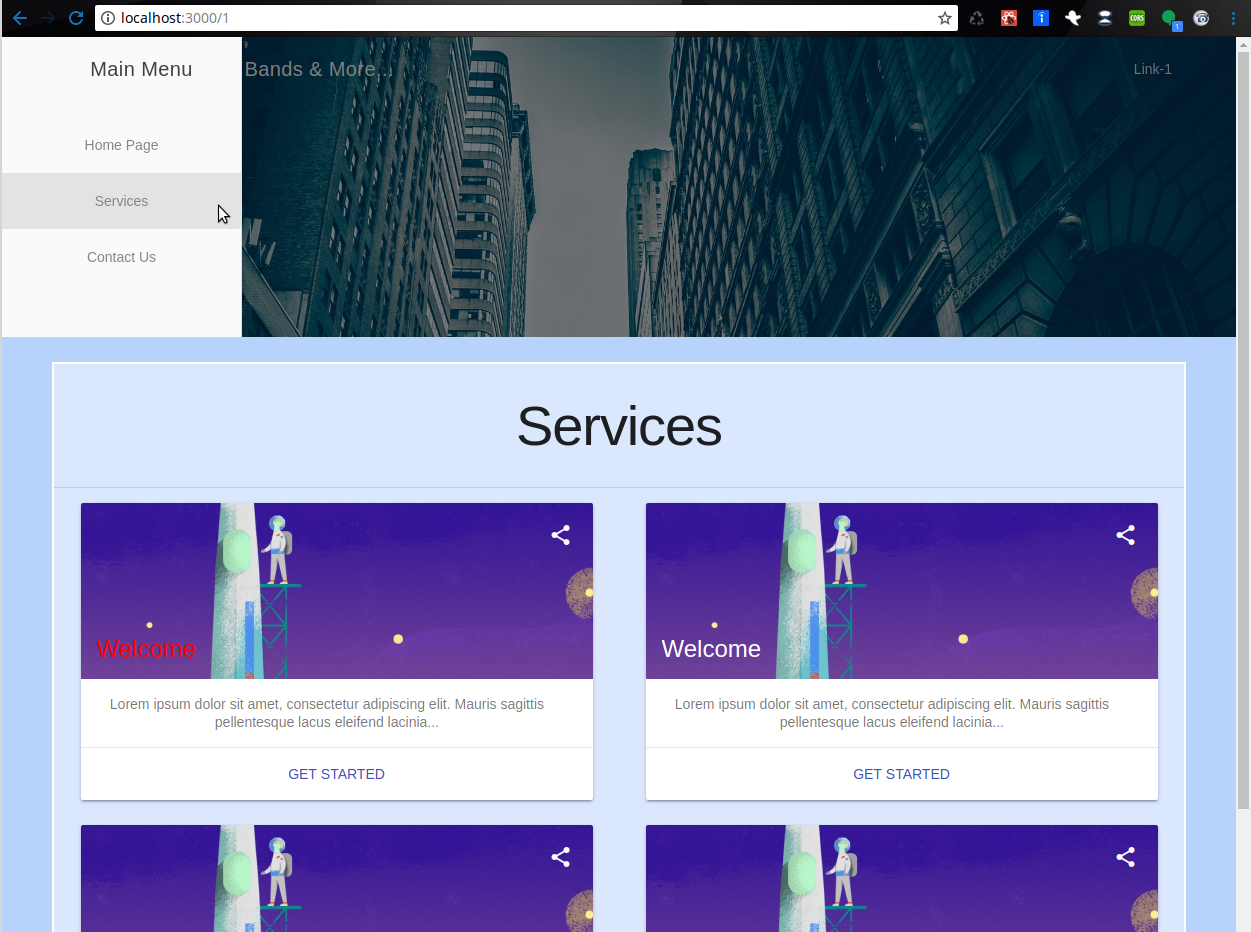 localhost:3000/1
CORS
1
Main Menu
Bands & More...
Link-1
Home Page
Services
Contact Us
Services
Welcome
Welcome
Lorem ipsum dolor sit amet, consectetur adipiscing elit. Mauris sagittis
pellentesque lacus eleifend lacinia...
Lorem ipsum dolor sit amet, consectetur adipiscing elit. Mauris sagittis
pellentesque lacus eleifend lacinia...
GET STARTED
GET STARTED